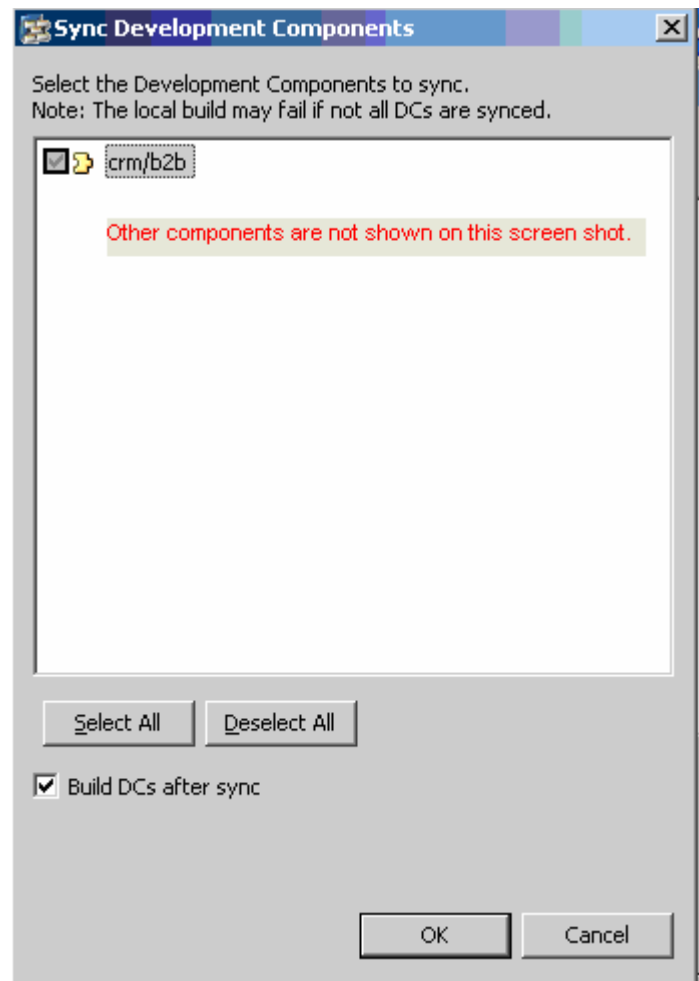 Sync Development Components
Select the Development Components to sync.
Note: The local build may fail if not all DCs are synced.
crm/b2b
Other components are not shown on this screen shot.
Select All
Deselect All
Build DCs after sync
OK
Cancel